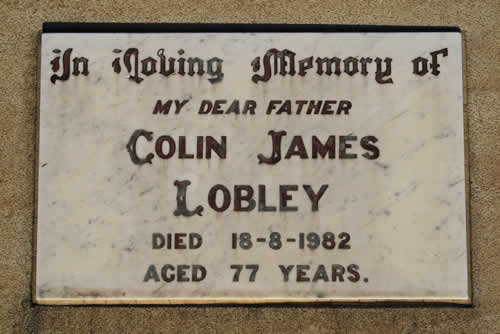 In Loving Memory of
MY DEAR FATHER
COLIN JAMES
LOBLEY
DIED 18-8-1982
AGED 77 YEARS.